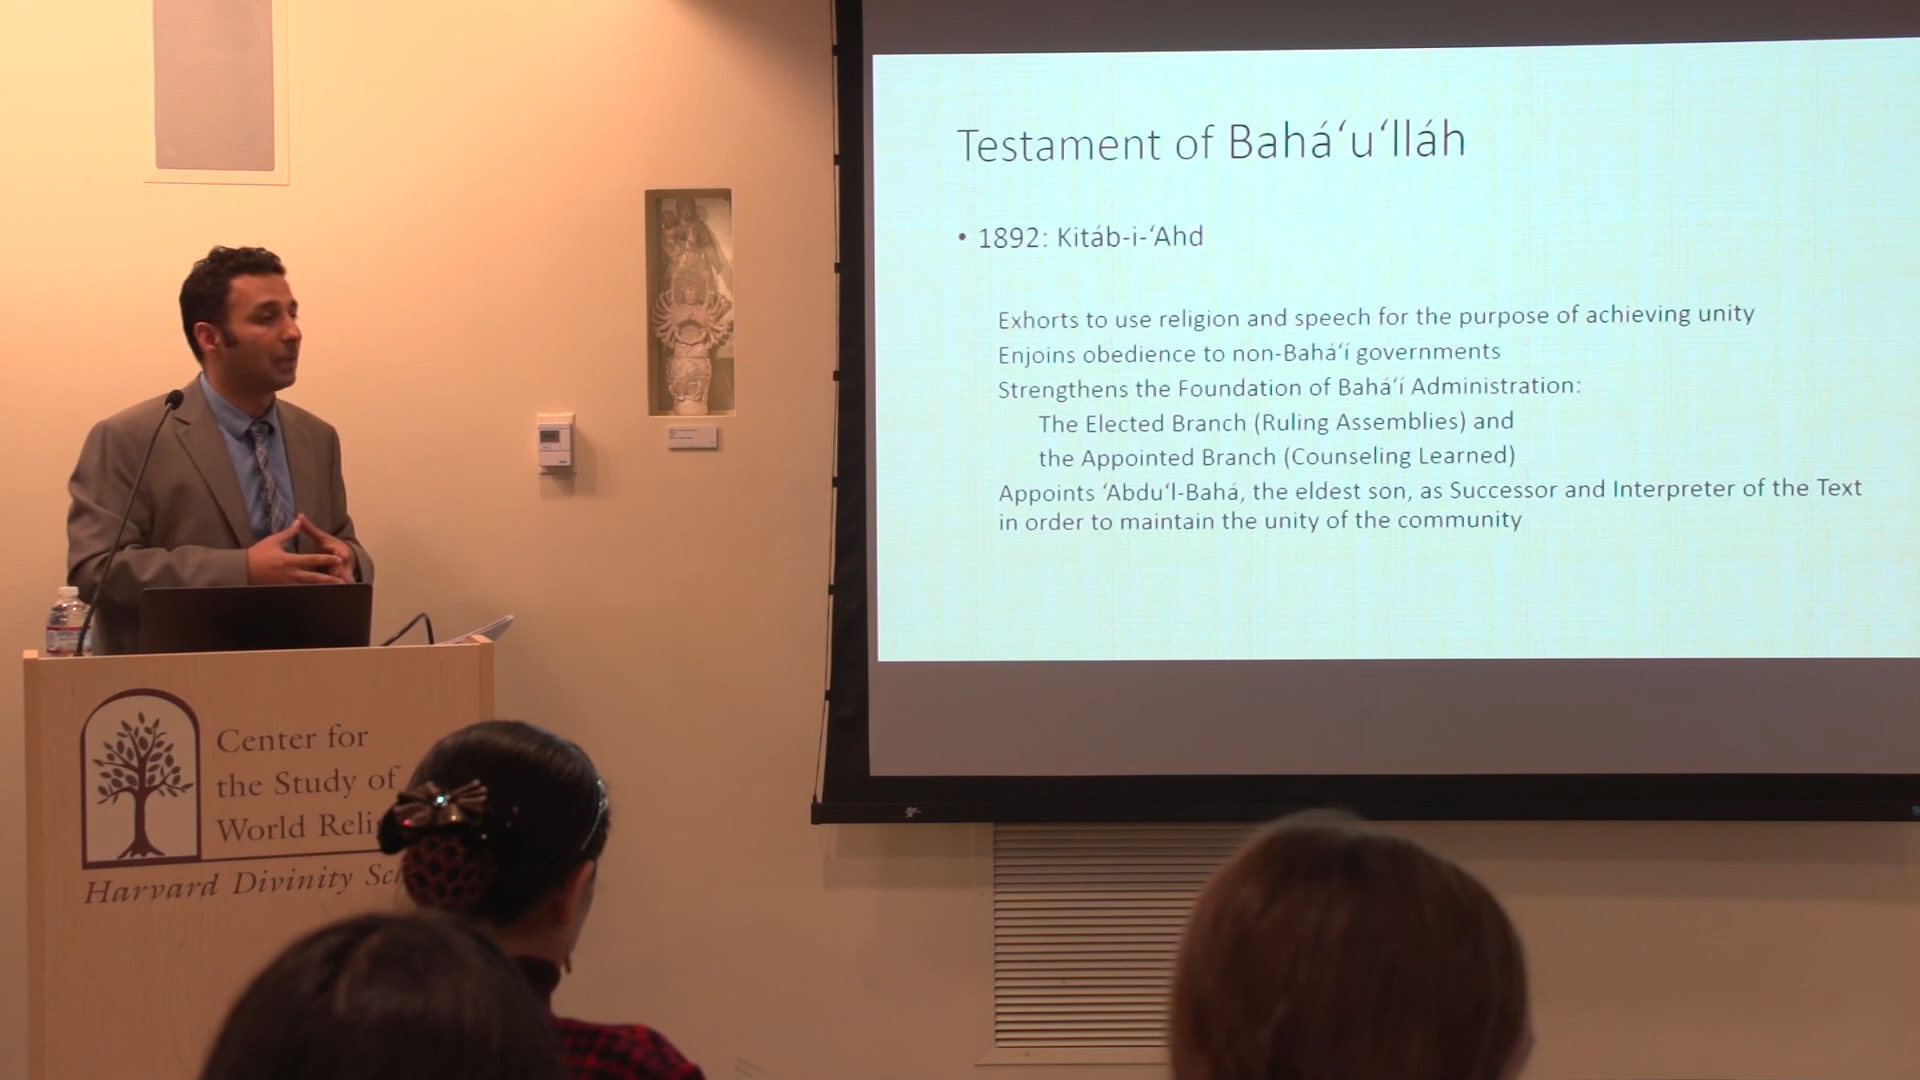 Testament of Bahá‘u‘lláh
• 1892: Kitáb-i-‘Ahd
Exhorts to use religion and speech for the purpose of achieving unity
Enjoins obedience to non-Bahá‘í governments
Strengthens the Foundation of Bahá‘í Administration:
The Elected Branch (Ruling Assemblies) and
the Appointed Branch (Counseling Learned)
Appoints ‘Abdu‘l-Bahá, the eldest son, as Successor and Interpreter of the Text
in order to maintain the unity of the community
Center for
the Study of
World Reli
Harvard Divinity Sch